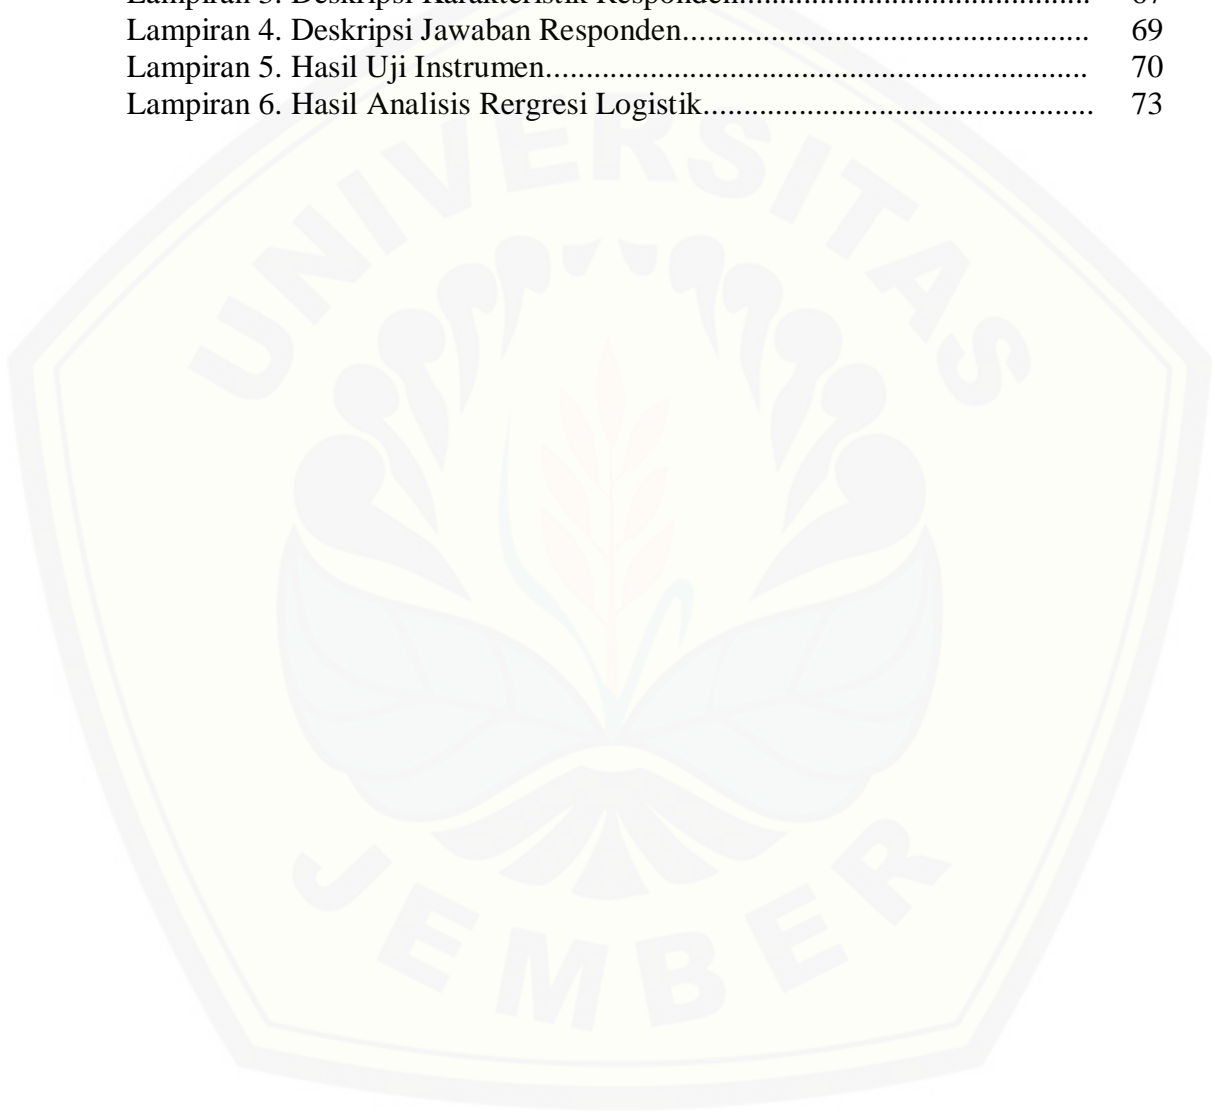 Lampiran 3. Deskripsi Karakteristik Responden............................................ 67
Lampiran 4. Deskripsi Jawaban Responden.................................................. 69
Lampiran 5. Hasil Uji Instrumen................................................................... 70
Lampiran 6. Hasil Analisis Rergresi Logistik................................................ 73
UNIVERSITAS
JEMBER